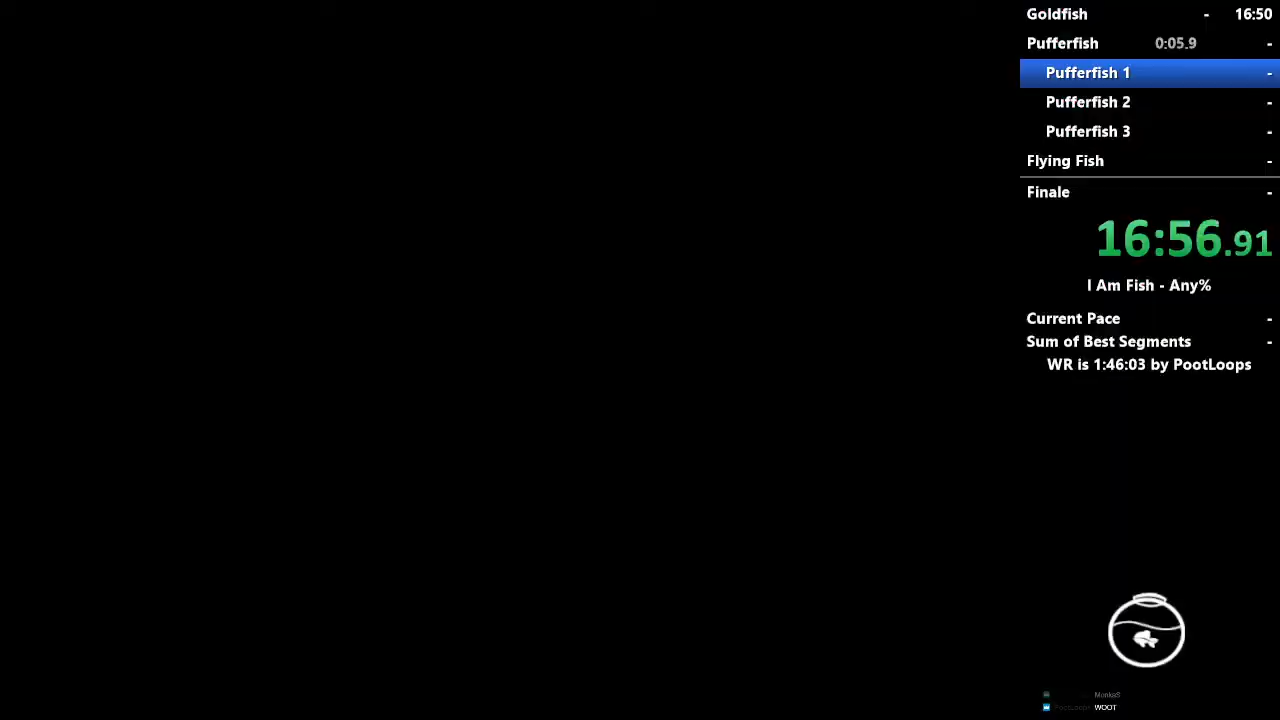 Goldfish - 16:50
Pufferfish 0:05.9 -
Pufferfish 1 -
Pufferfish 2 -
Pufferfish 3 -
Flying Fish -
Finale -
16:56.91
I Am Fish - Any%
Current Pace -
Sum of Best Segments -
WR is 1:46:03 by PootLoops
MonkaS
WOOT